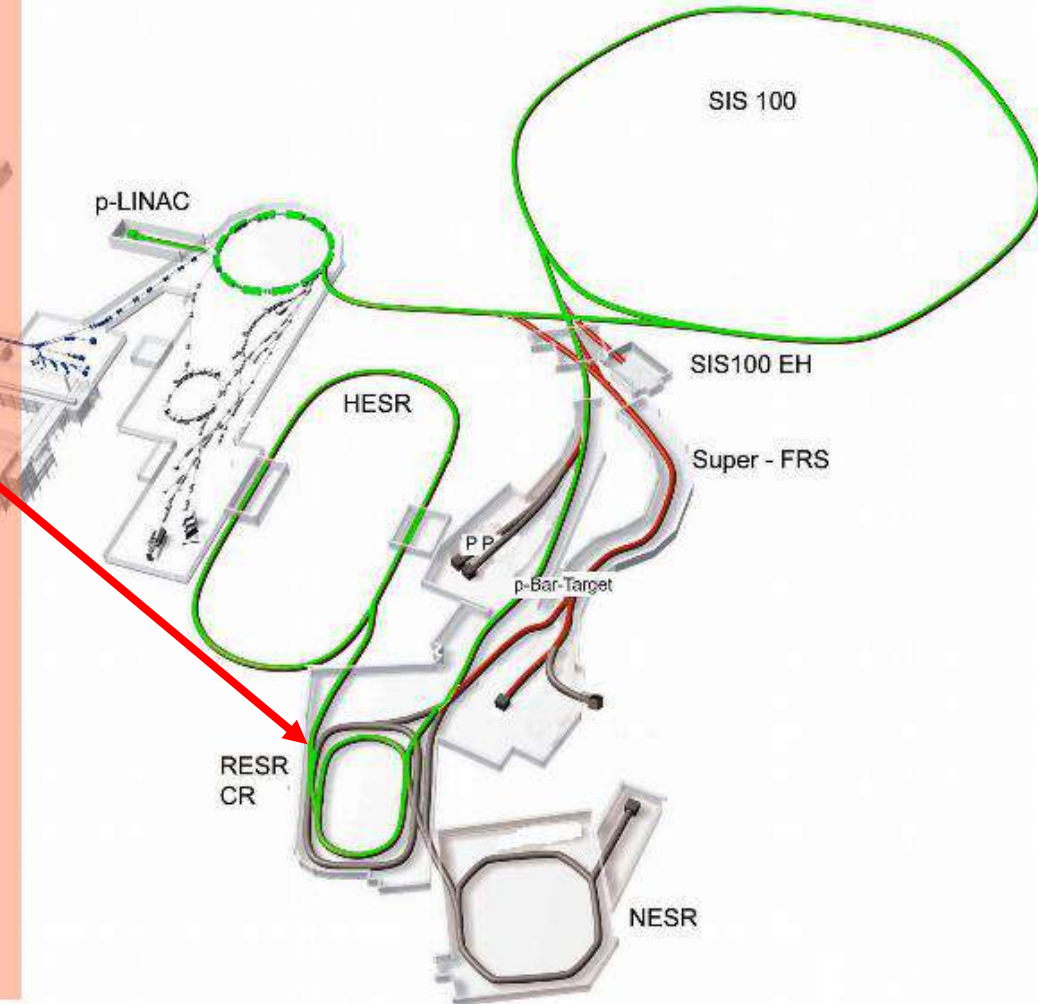 SIS 100
p-LINAC
SIS100 EH
HESR
Super - FRS
P P
p-Bar-Target
RESR
CR
NESR